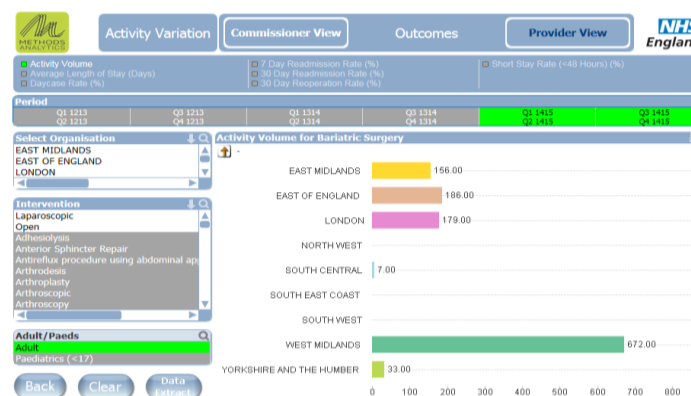 METHODS
ANALYTICS
Activity Variation
Commissioner View
Outcomes
Provider View
NHS
England
Activity Volume
Average Length of Stay (Days)
Daycase Rate (%)
7 Day Readmission Rate (%)
30 Day Readmission Rate (%)
30 Day Reoperation Rate (%)
Short Stay Rate (<48 Hours) (%)
Period
Q1 1213 Q3 1213 Q1 1314 Q3 1314 Q1 1415 Q3 1415
Q2 1213 Q4 1213 Q2 1314 Q4 1314 Q2 1415 Q4 1415
Select Organisation
EAST MIDLANDS
EAST OF ENGLAND
LONDON
Intervention
Laparoscopic
Open
Adhesiolysis
Anterior Sphincter Repair
Antireflux procedure using abdominal ap
Arthrodesis
Arthroplasty
Arthroscopic
Arthroscopy
Adult/Paeds
Adult
Paediatrics (<17)
Back
Clear
Data
Extract
Activity Volume for Bariatric Surgery
-
EAST MIDLANDS 156.00
EAST OF ENGLAND 186.00
LONDON 179.00
NORTH WEST
SOUTH CENTRAL 7.00
SOUTH EAST COAST
SOUTH WEST
WEST MIDLANDS 672.00
YORKSHIRE AND THE HUMBER 33.00
0 100 200 300 400 500 600 700 800